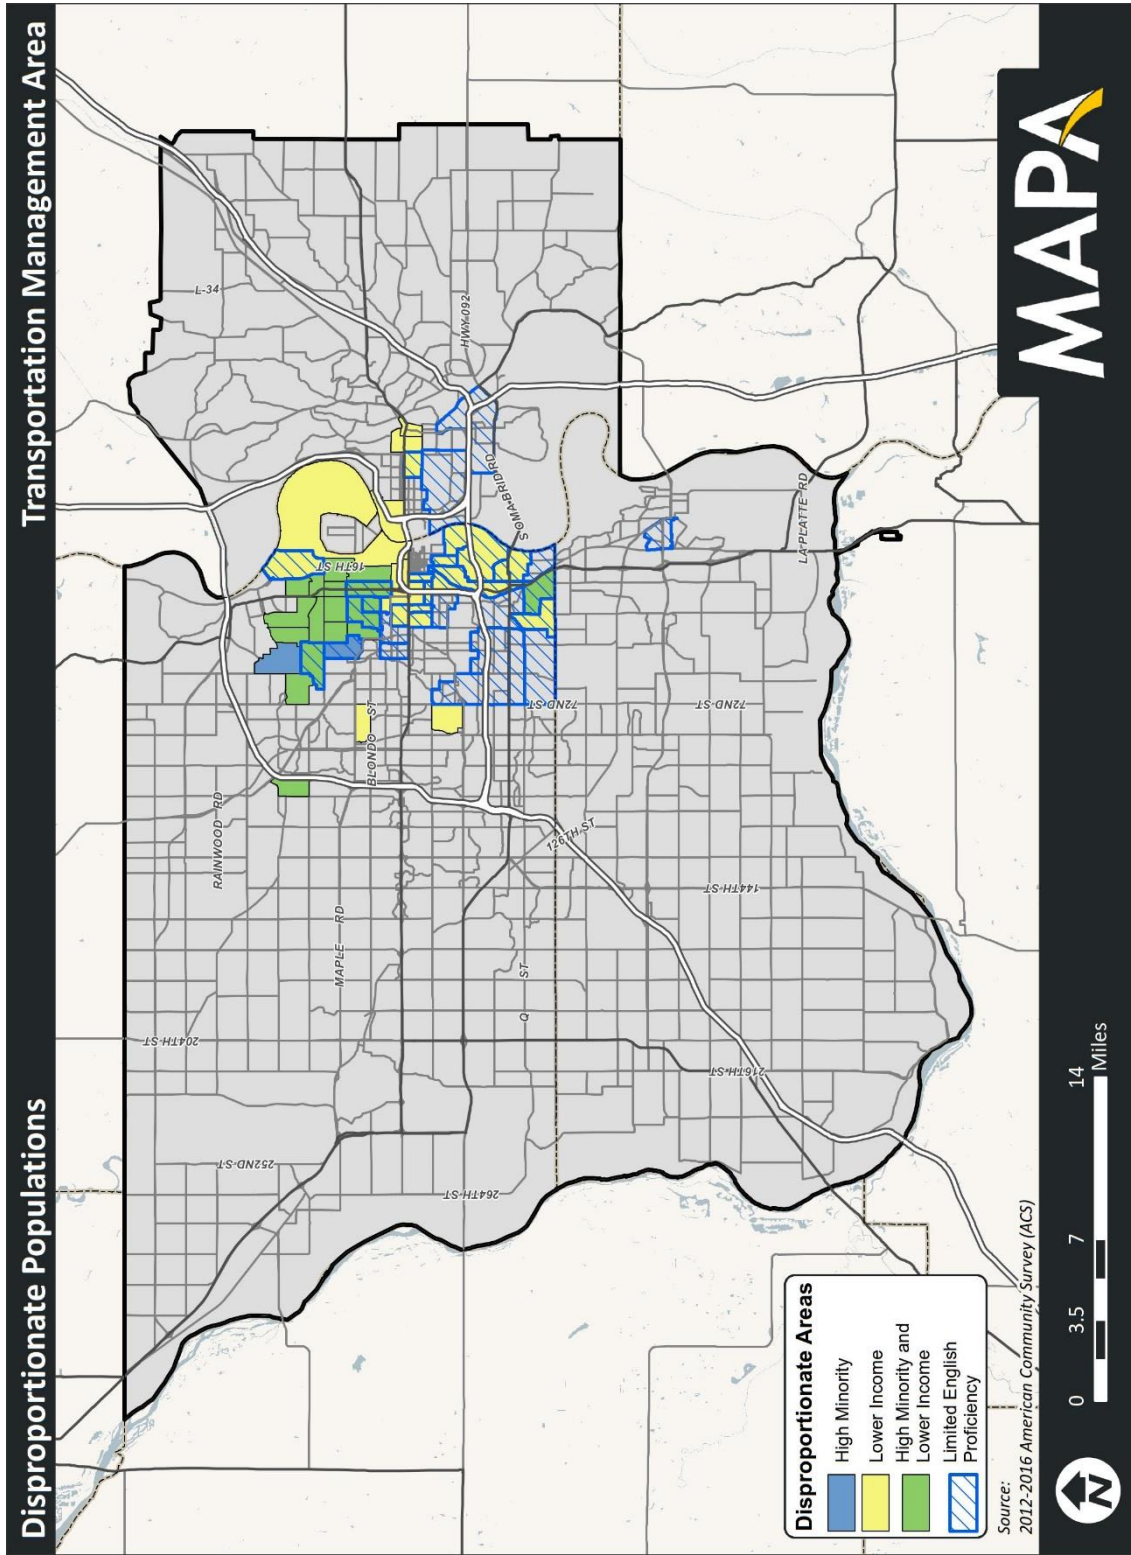 Disproportionate Populations
Transportation Management Area
L-34
RAINWOOD RD
204TH ST
252ND ST
MAPLE RD
BLONDO ST
16TH ST
HWY 092
264TH ST
Q ST
126TH ST
72ND ST
72ND ST
144TH ST
216TH ST
LA PLATTE RD
Disproportionate Areas
High Minority
Lower Income
High Minority and
Lower Income
Limited English
Proficiency
Source:
2012-2016 American Community Survey (ACS)
N
0 3.5 7 14
Miles
MAPA